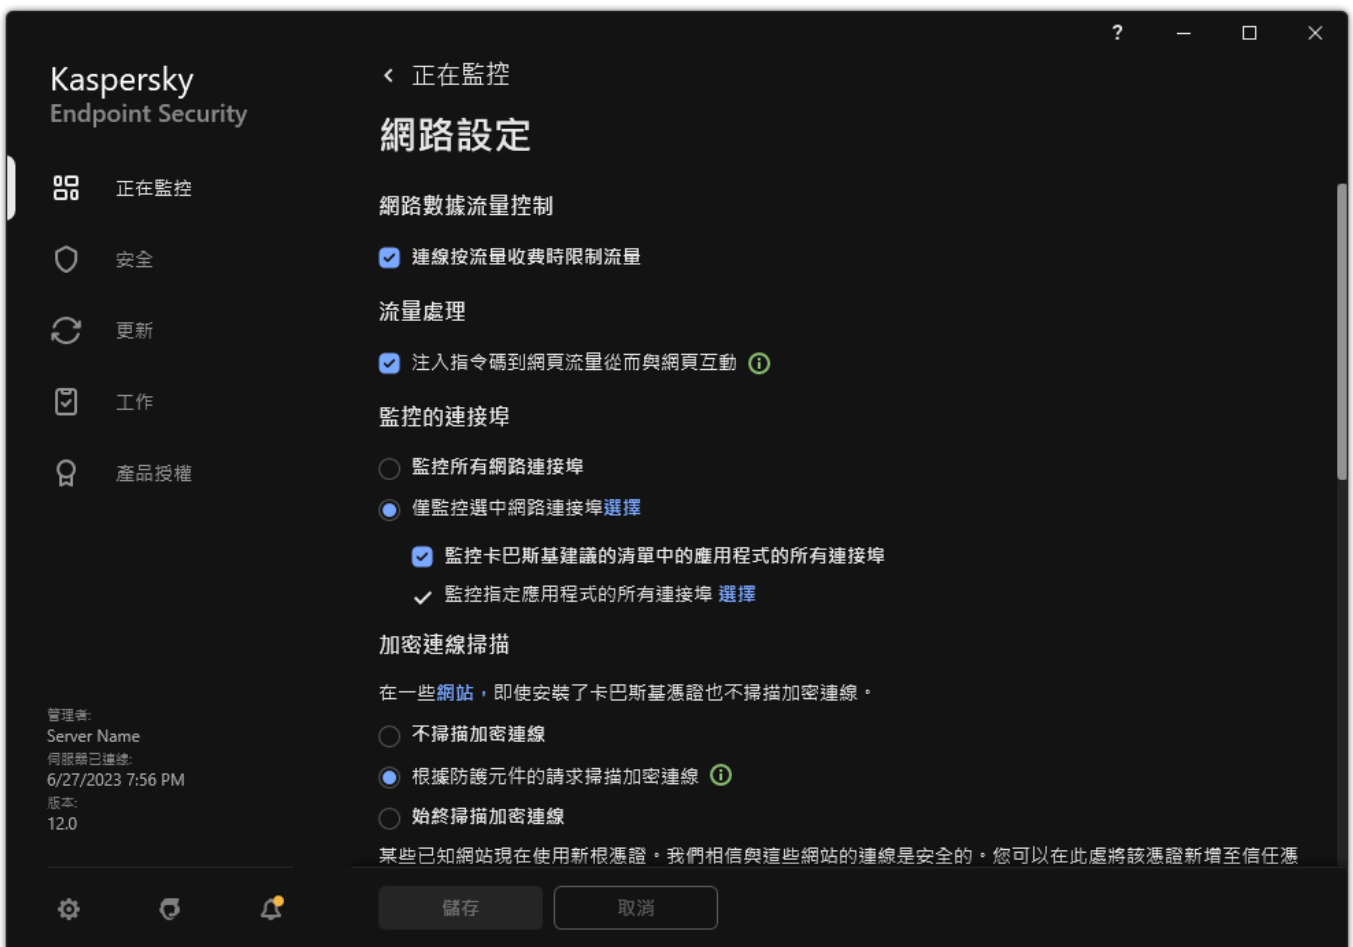 ?
Kaspersky
Endpoint Security
正在監控
安全
更新
工作
產品授權
管理者:
Server Name
伺服器已連線:
6/27/2023 7:56 PM
版本:
12.0
正在監控
網路設定
網路數據流量控制
連線按流量收費時限制流量
流量處理
注入指令碼到網頁流量從而與網頁互動
監控的連接埠
監控所有網路連接埠
僅監控選中網路連接埠選擇
監控卡巴斯基建議的清單中的應用程式的所有連接埠
監控指定應用程式的所有連接埠 選擇
加密連線掃描
在一些網站，即使安裝了卡巴斯基憑證也不掃描加密連線。
不掃描加密連線
根據防護元件的請求掃描加密連線
始終掃描加密連線
某些已知網站現在使用新根憑證。我們相信與這些網站的連線是安全的。您可以在此處將該憑證新增至信任憑
儲存
取消